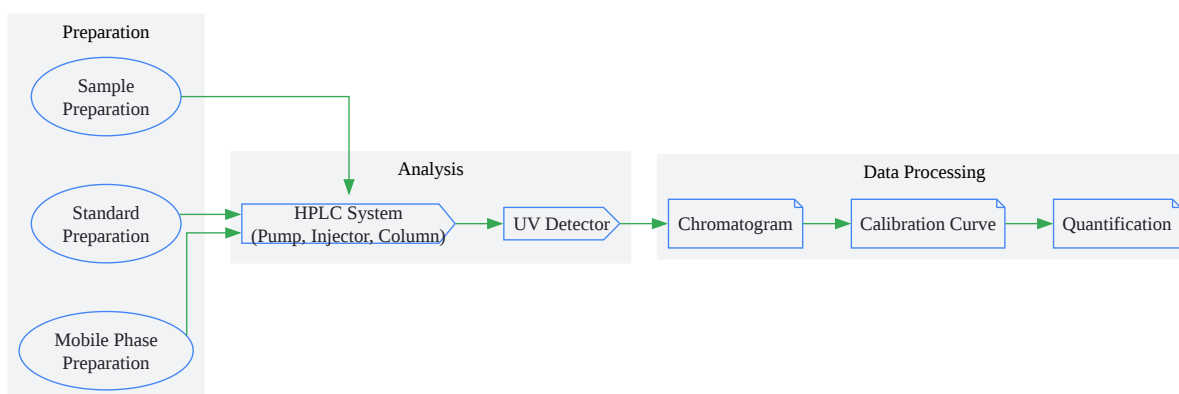 Preparation
Sample
Preparation
Standard
Preparation
Mobile Phase
Preparation
Analysis
HPLC System
(Pump, Injector, Column)
UV Detector
Data Processing
Chromatogram
Calibration Curve
Quantification